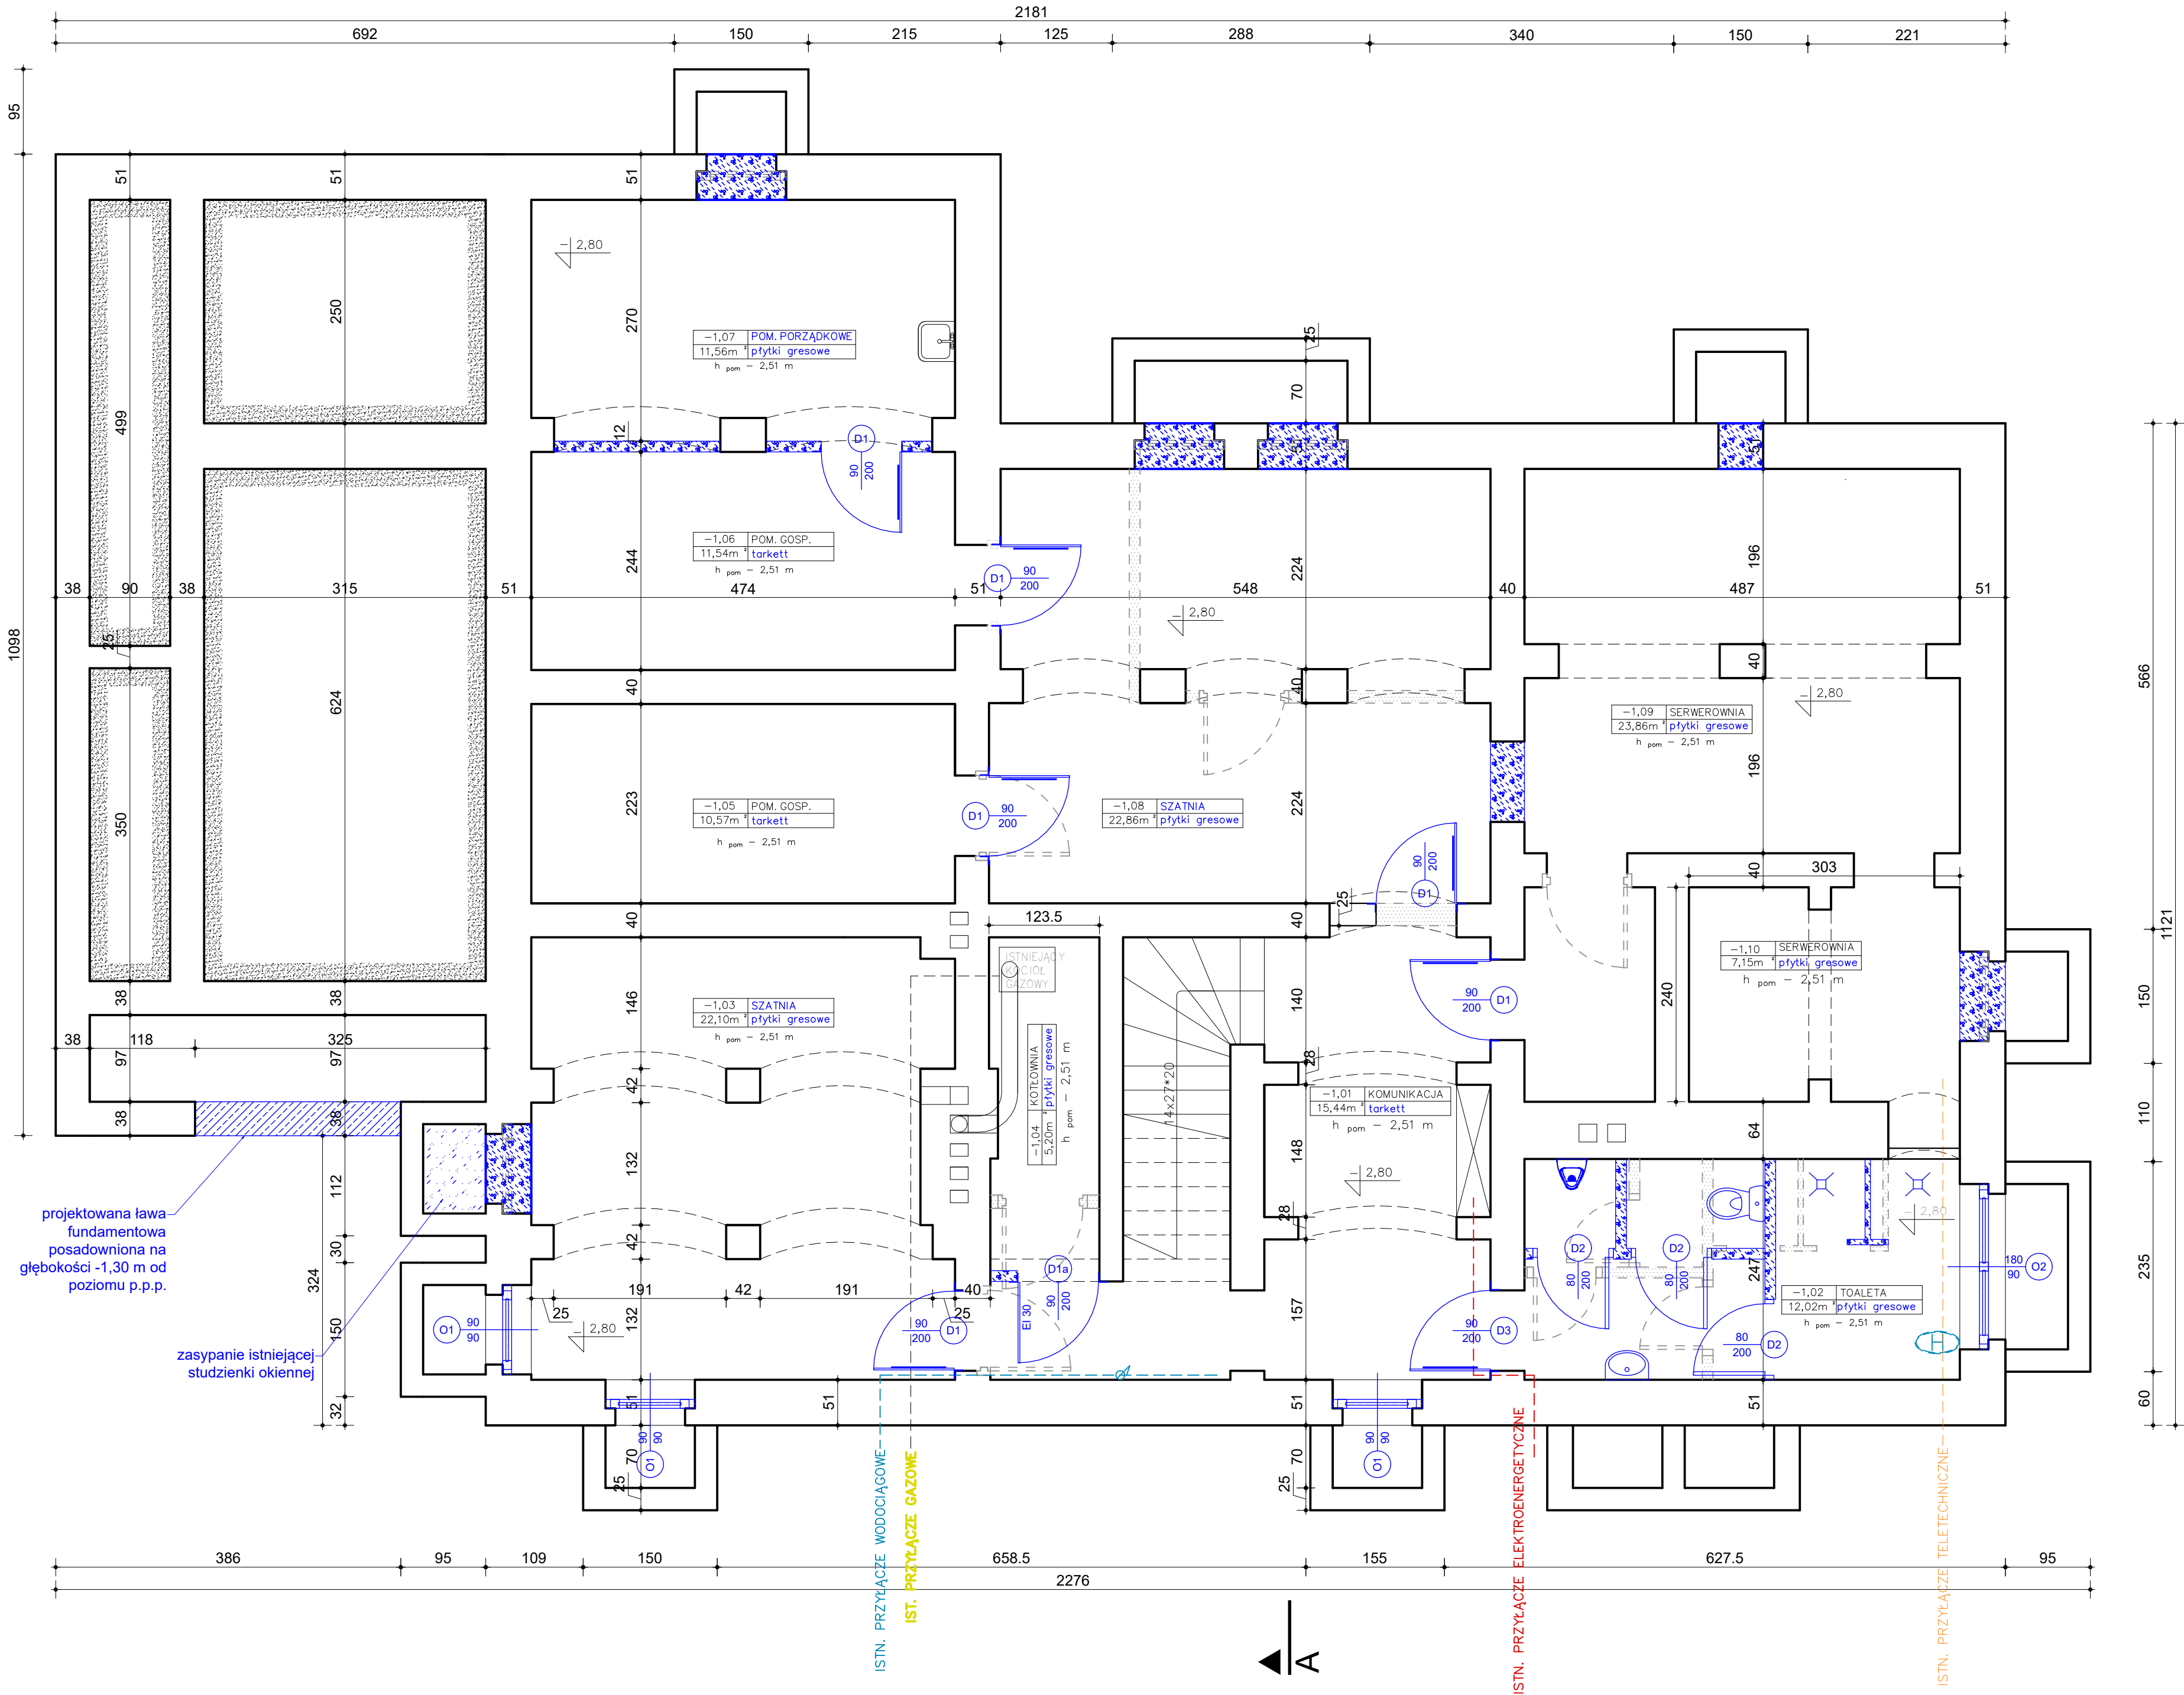 2181
692
150
215
125
288
340
150
221
95
51
51
51
25
- 2,80
250
270
70
-1,07 POM. PORZĄDKOWE
11,56m² płytki gresowe
h pom - 2,51 m
499
12
D1
90
200
51
51
-1,06 POM. GOSP.
11,54m² tarkett
h pom - 2,51 m
244
224
196
D1
90
200
38
90
38
315
51
474
51
548
40
487
51
- 2,80
1098
25
566
1121
40
40
40
624
- 2,80
-1,09 SERWEROWNIA
23,86m² płytki gresowe
h pom - 2,51 m
196
350
223
-1,05 POM. GOSP.
10,57m² tarkett
h pom - 2,51 m
D1
90
200
-1,08 SZATNIA
22,86m² płytki gresowe
224
90
200
D1
40
303
25
40
123.5
40
-1,10 SERWEROWNIA
7,15m² płytki gresowe
h pom - 2,51 m
ISTNIEJĄCY
KOCIOŁ
GAZOWY
38
38
146
-1,03 SZATNIA
22,10m² płytki gresowe
h pom - 2,51 m
140
90
200
D1
240
150
38
118
325
97
97
28
42
-1,04 KOTŁOWNIA
5,20m² płytki gresowe
h pom - 2,51 m
14x27*20
-1,01 KOMUNIKACJA
15,44m² tarkett
h pom - 2,51 m
38
38
110
64
132
148
112
- 2,80
projektowana ława
fundamentowa
posadowniona na
głębokości -1,30 m od
poziomu p.p.p.
324
30
42
28
- 2,80
D2
80
200
D2
80
200
247
180
90
O2
235
D1a
90
200
EI 30
191
42
191
40
25
25
-1,02 TOALETA
12,02m² płytki gresowe
h pom - 2,51 m
O1
90
90
150
- 2,80
132
90
200
D1
157
90
200
D3
80
200
D2
H
zasypanie istniejącej
studzienki okiennej
32
51
51
51
51
60
90
90
O1
70
25
90
90
O1
70
25
ISTN. PRZYŁĄCZE WODOCIĄGOWE
IST. PRZYŁĄCZE GAZOWE
ISTN. PRZYŁĄCZE ELEKTROENERGETYCZNE
ISTN. PRZYŁĄCZE TELETECHNICZNE
386
95
109
150
658.5
155
627.5
95
2276
A